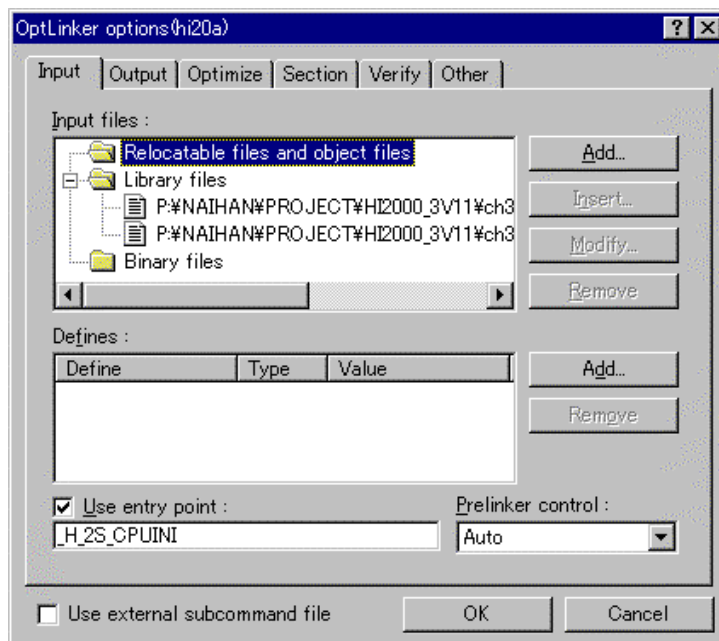 OptLinker options(hi20a)
Input Output Optimize Section Verify Other
Input files :
Relocatable files and object files
Library files
P:¥NAIHAN¥PROJECT¥HI2000_3V11¥ch3
P:¥NAIHAN¥PROJECT¥HI2000_3V11¥ch3
Binary files
Add...
Insert...
Modify...
Remove
Defines :
Define Type Value
Add...
Remove
Use entry point :
_H_2S_CPUINI
Prelinker control :
Auto
Use external subcommand file
OK
Cancel